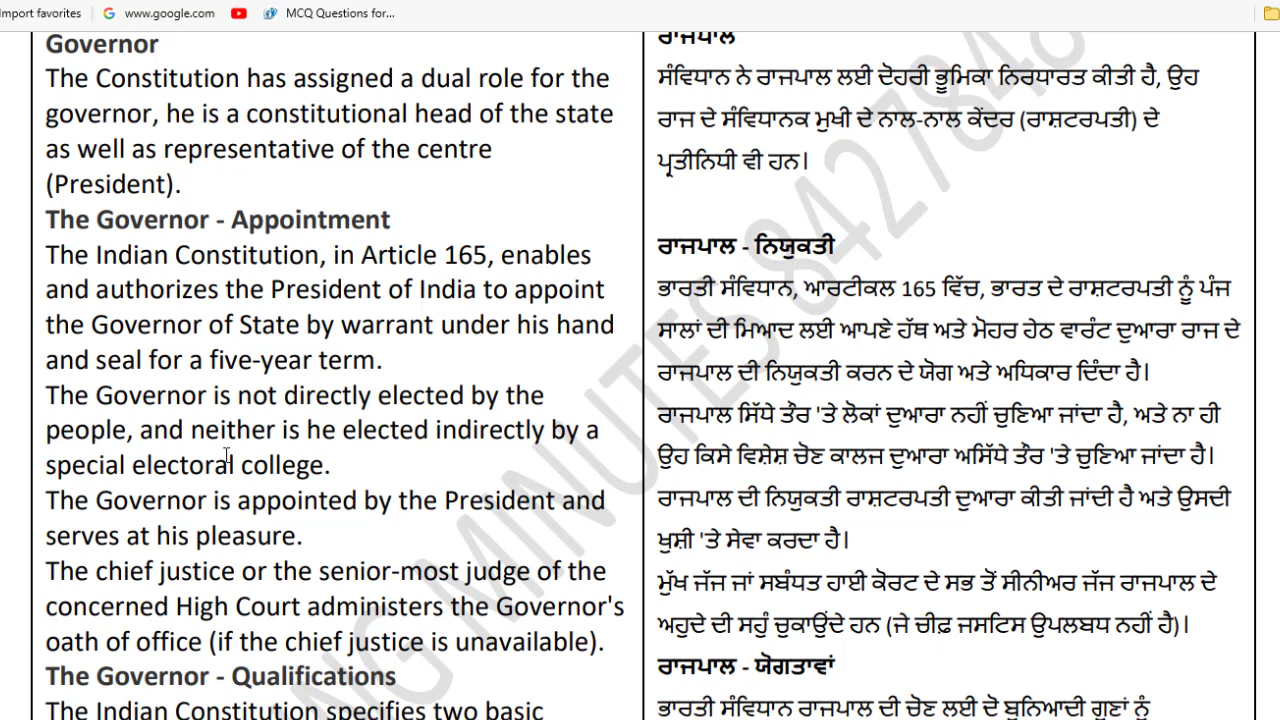 Import favorites
www.google.com
MCQ Questions for...
Governor
The Constitution has assigned a dual role for the
governor, he is a constitutional head of the state
as well as representative of the centre
(President).
The Governor - Appointment
The Indian Constitution, in Article 165, enables
and authorizes the President of India to appoint
the Governor of State by warrant under his hand
and seal for a five-year term.
The Governor is not directly elected by the
people, and neither is he elected indirectly by a
special electoral college.
The Governor is appointed by the President and
serves at his pleasure.
The chief justice or the senior-most judge of the
concerned High Court administers the Governor's
oath of office (if the chief justice is unavailable).
The Governor - Qualifications
The Indian Constitution specifies two basic
ਰਾਜਪਾਲ
ਸੰਵਿਧਾਨ ਨੇ ਰਾਜਪਾਲ ਲਈ ਦੋਹਰੀ ਭੂਮਿਕਾ ਨਿਰਧਾਰਤ ਕੀਤੀ ਹੈ, ਉਹ
ਰਾਜ ਦੇ ਸੰਵਿਧਾਨਕ ਮੁਖੀ ਦੇ ਨਾਲ-ਨਾਲ ਕੇਂਦਰ (ਰਾਸ਼ਟਰਪਤੀ) ਦੇ
ਪ੍ਰਤੀਨਿਧੀ ਵੀ ਹਨ।
ਰਾਜਪਾਲ - ਨਿਯੁਕਤੀ
ਭਾਰਤੀ ਸੰਵਿਧਾਨ, ਆਰਟੀਕਲ 165 ਵਿੱਚ, ਭਾਰਤ ਦੇ ਰਾਸ਼ਟਰਪਤੀ ਨੂੰ ਪੰਜ
ਸਾਲਾਂ ਦੀ ਮਿਆਦ ਲਈ ਆਪਣੇ ਹੱਥ ਅਤੇ ਮੋਹਰ ਹੇਠ ਵਾਰੰਟ ਦੁਆਰਾ ਰਾਜ ਦੇ
ਰਾਜਪਾਲ ਦੀ ਨਿਯੁਕਤੀ ਕਰਨ ਦੇ ਯੋਗ ਅਤੇ ਅਧਿਕਾਰ ਦਿੰਦਾ ਹੈ।
ਰਾਜਪਾਲ ਸਿੱਧੇ ਤੌਰ 'ਤੇ ਲੋਕਾਂ ਦੁਆਰਾ ਨਹੀਂ ਚੁਣਿਆ ਜਾਂਦਾ ਹੈ, ਅਤੇ ਨਾ ਹੀ
ਉਹ ਕਿਸੇ ਵਿਸ਼ੇਸ਼ ਚੋਣ ਕਾਲਜ ਦੁਆਰਾ ਅਸਿੱਧੇ ਤੌਰ 'ਤੇ ਚੁਣਿਆ ਜਾਂਦਾ ਹੈ।
ਰਾਜਪਾਲ ਦੀ ਨਿਯੁਕਤੀ ਰਾਸ਼ਟਰਪਤੀ ਦੁਆਰਾ ਕੀਤੀ ਜਾਂਦੀ ਹੈ ਅਤੇ ਉਸਦੀ
ਖੁਸ਼ੀ 'ਤੇ ਸੇਵਾ ਕਰਦਾ ਹੈ।
ਮੁੱਖ ਜੱਜ ਜਾਂ ਸਬੰਧਤ ਹਾਈ ਕੋਰਟ ਦੇ ਸਭ ਤੋਂ ਸੀਨੀਅਰ ਜੱਜ ਰਾਜਪਾਲ ਦੇ
ਅਹੁਦੇ ਦੀ ਸਹੁੰ ਚੁਕਾਉਂਦੇ ਹਨ (ਜੇ ਚੀਫ਼ ਜਸਟਿਸ ਉਪਲਬਧ ਨਹੀਂ ਹੈ)।
ਰਾਜਪਾਲ - ਯੋਗਤਾਵਾਂ
ਭਾਰਤੀ ਸੰਵਿਧਾਨ ਰਾਜਪਾਲ ਦੀ ਚੋਣ ਲਈ ਦੋ ਬੁਨਿਆਦੀ ਗੁਣਾਂ ਨੂੰ
MINUTES 84278